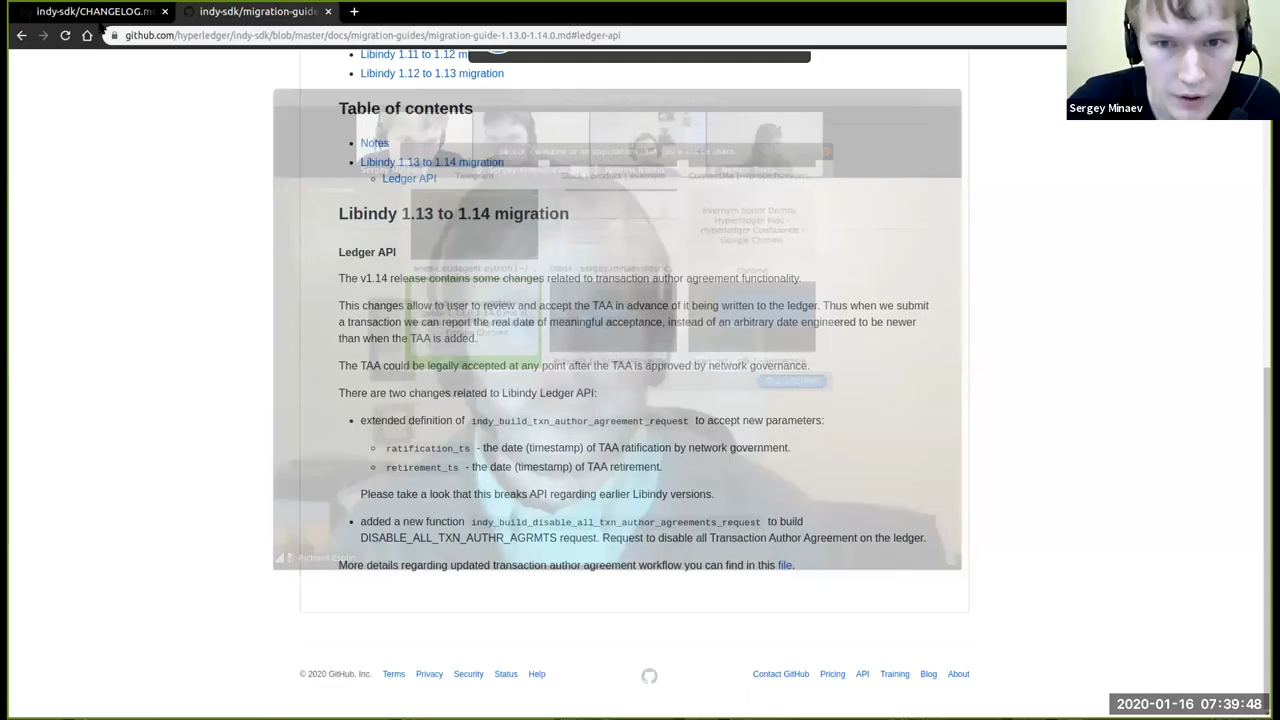 indy-sdk/CHANGELOG.m
indy-sdk/migration-guide
github.com/hyperledger/indy-sdk/blob/master/docs/migration-guides/migration-guide-1.13.0-1.14.0.md#ledger-api
Sergey Minaev
Libindy 1.11 to 1.12 m
Libindy 1.12 to 1.13 migration
Table of contents
Notes
Libindy 1.13 to 1.14 migration
Ledger API
Evernym Sprint Demos
Hyperledger Indy -
Hyperledger Confluence -
Google Chrome
Libindy 1.13 to 1.14 migration
Ledger API
The v1.14 release contains some changes related to transaction author agreement functionality.
This changes allow to user to review and accept the TAA in advance of it being written to the ledger. Thus when we submit
a transaction we can report the real date of meaningful acceptance, instead of an arbitrary date engineered to be newer
than when the TAA is added.
The TAA could be legally accepted at any point after the TAA is approved by network governance.
There are two changes related to Libindy Ledger API:
extended definition of indy_build_txn_author_agreement_request to accept new parameters:
ratification_ts - the date (timestamp) of TAA ratification by network government.
retirement_ts - the date (timestamp) of TAA retirement.
Please take a look that this breaks API regarding earlier Libindy versions.
added a new function indy_build_disable_all_txn_author_agreements_request to build
DISABLE_ALL_TXN_AUTHR_AGRMTS request. Request to disable all Transaction Author Agreement on the ledger.
More details regarding updated transaction author agreement workflow you can find in this file.
© 2020 GitHub, Inc. Terms Privacy Security Status Help
Contact GitHub Pricing API Training Blog About
2020-01-16 07:39:48